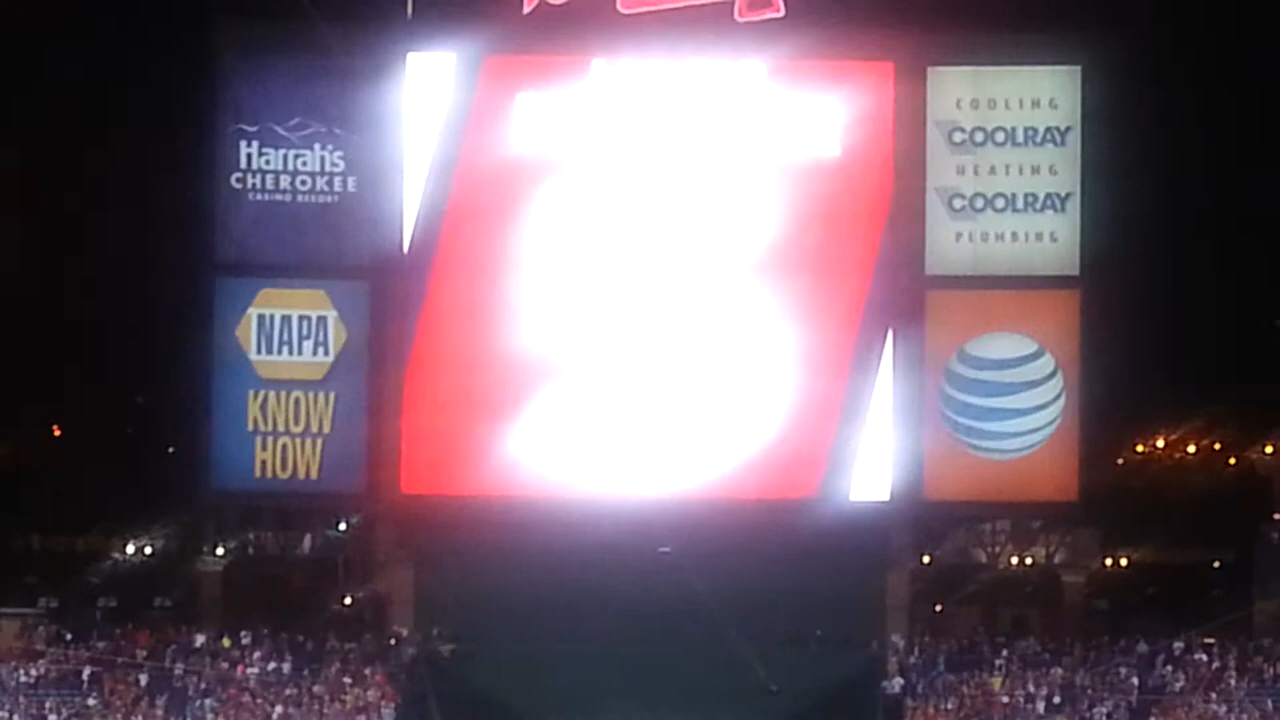 Harrah's
CHEROKEE
CASINO RESORT
NAPA
KNOW
HOW
COOLING
COOLRAY
HEATING
COOLRAY
PLUMBING